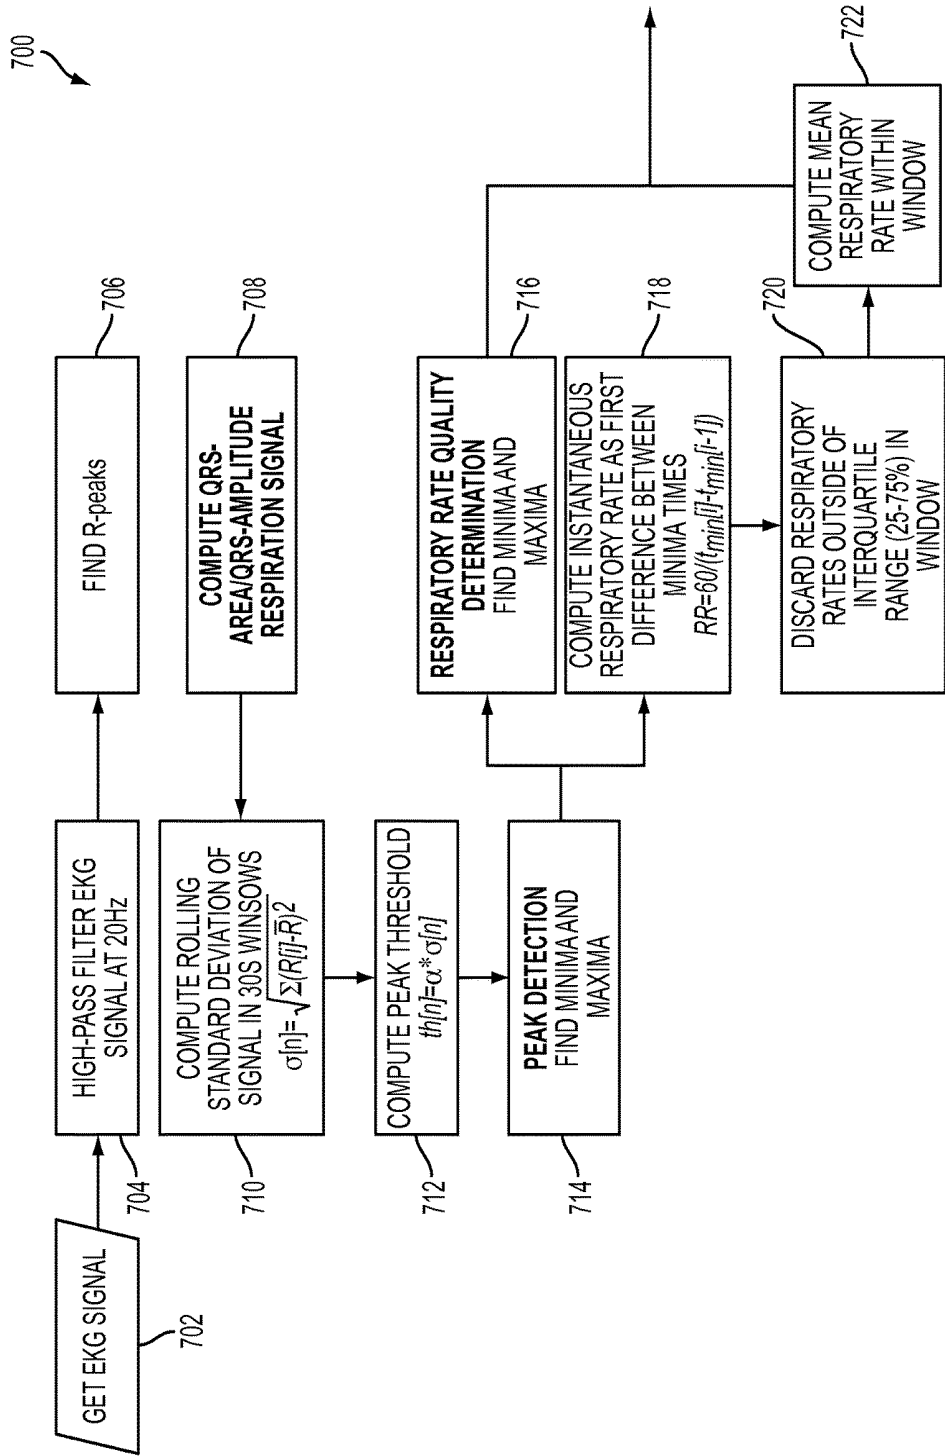 700
GET EKG SIGNAL
702
HIGH-PASS FILTER EKG
SIGNAL AT 20Hz
704
FIND R-peaks
706
COMPUTE QRS-
AREA/QRS-AMPLITUDE
RESPIRATION SIGNAL
708
COMPUTE ROLLING
STANDARD DEVIATION OF
SIGNAL IN 30S WINSOWS
σ[n]=√Σ(R[i]-R̅)²
710
COMPUTE PEAK THRESHOLD
th[n]=α*σ[n]
712
PEAK DETECTION
FIND MINIMA AND
MAXIMA
714
RESPIRATORY RATE QUALITY
DETERMINATION
FIND MINIMA AND
MAXIMA
716
COMPUTE INSTANTANEOUS
RESPIRATORY RATE AS FIRST
DIFFERENCE BETWEEN
MINIMA TIMES
RR=60/(tmin[i]-tmin[i-1])
718
DISCARD RESPIRATORY
RATES OUTSIDE OF
INTERQUARTILE
RANGE (25-75%) IN
WINDOW
720
COMPUTE MEAN
RESPIRATORY
RATE WITHIN
WINDOW
722